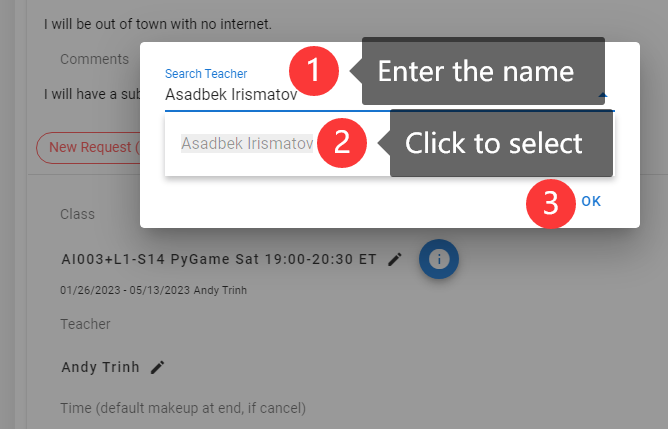 I will be out of town with no internet.
Comments
I will have a sub
New Request (
Search Teacher
Asadbek Irismatov
1
Enter the name
Asadbek Irismatov
2
Click to select
3
OK
Class
AI003+L1-S14 PyGame Sat 19:00-20:30 ET
01/26/2023 - 05/13/2023 Andy Trinh
Teacher
Andy Trinh
Time (default makeup at end, if cancel)